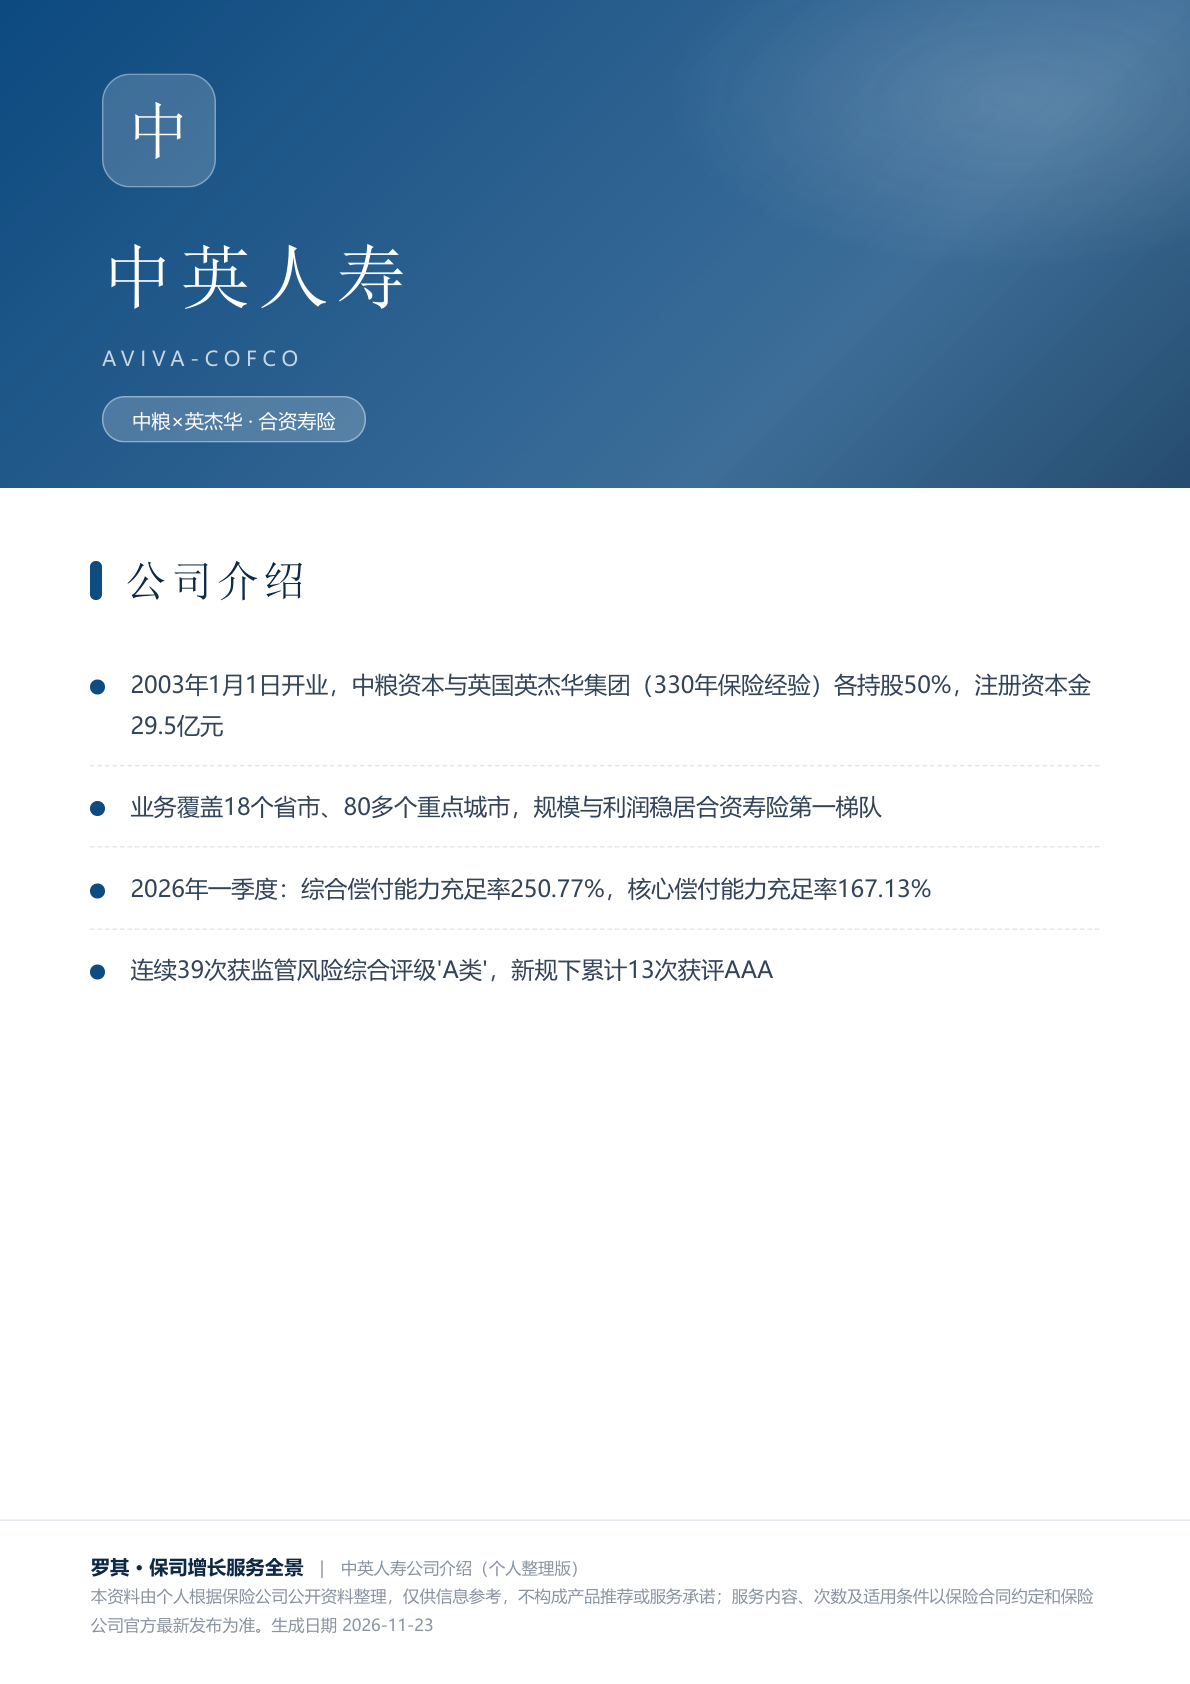 中
中英人寿
AVIVA-COFCO
中粮×英杰华 · 合资寿险
公司介绍
2003年1月1日开业，中粮资本与英国英杰华集团（330年保险经验）各持股50%，注册资本金
29.5亿元
业务覆盖18个省市、80多个重点城市，规模与利润稳居合资寿险第一梯队
2026年一季度：综合偿付能力充足率250.77%，核心偿付能力充足率167.13%
连续39次获监管风险综合评级'A类'，新规下累计13次获评AAA
罗其 • 保司增长服务全景 | 中英人寿公司介绍（个人整理版）
本资料由个人根据保险公司公开资料整理，仅供信息参考，不构成产品推荐或服务承诺；服务内容、次数及适用条件以保险合同约定和保险
公司官方最新发布为准。生成日期 2026-11-23